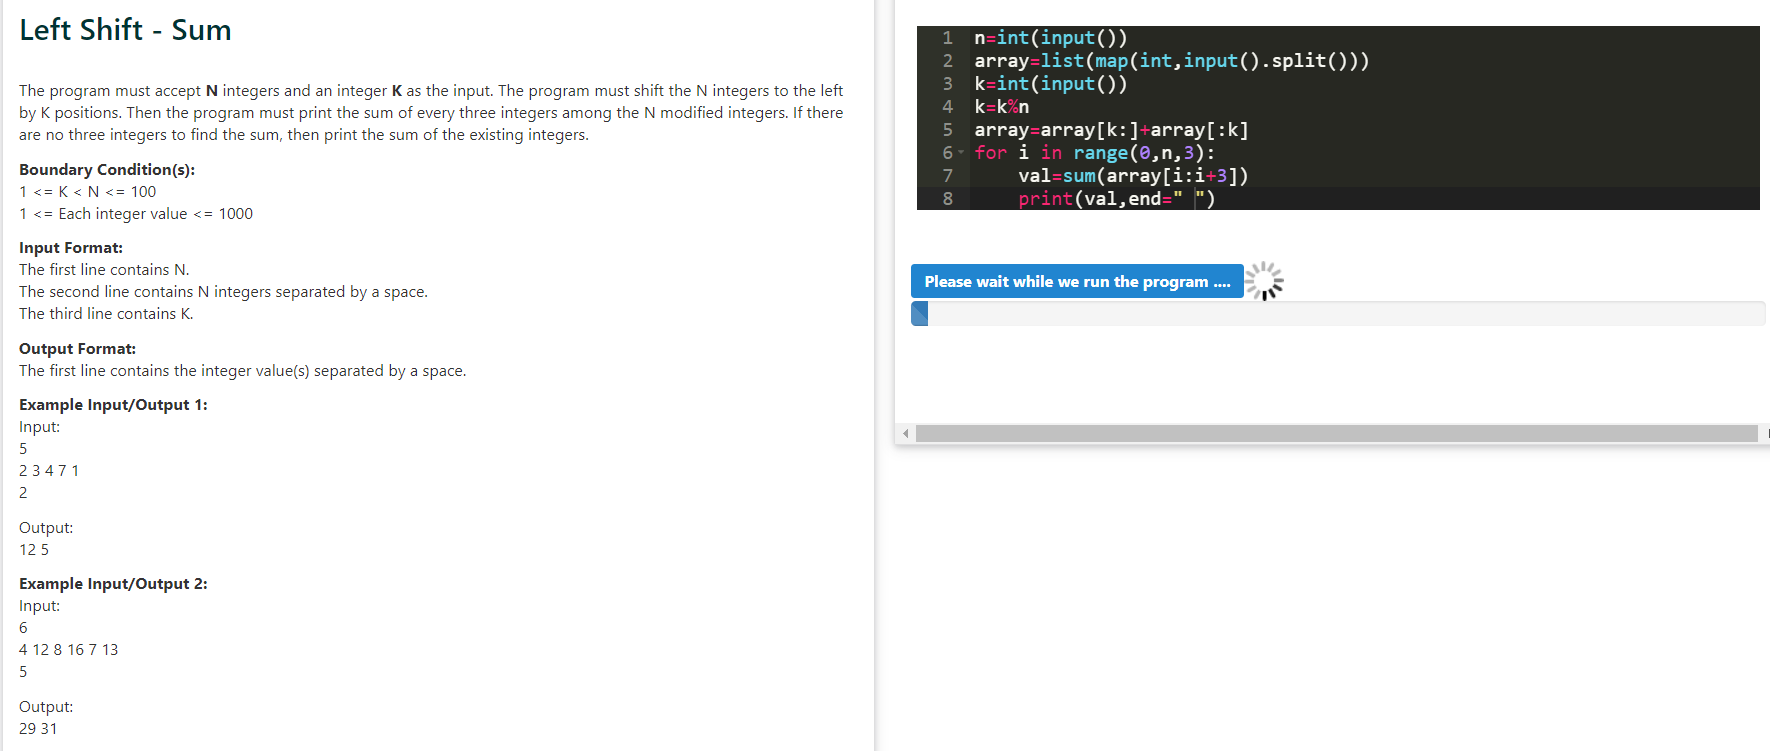 Left Shift - Sum
The program must accept N integers and an integer K as the input. The program must shift the N integers to the left
by K positions. Then the program must print the sum of every three integers among the N modified integers. If there
are no three integers to find the sum, then print the sum of the existing integers.
Boundary Condition(s):
1 <= K < N <= 100
1 <= Each integer value <= 1000
Input Format:
The first line contains N.
The second line contains N integers separated by a space.
The third line contains K.
Output Format:
The first line contains the integer value(s) separated by a space.
Example Input/Output 1:
Input:
5
2 3 4 7 1
2
Output:
12 5
Example Input/Output 2:
Input:
6
4 12 8 16 7 13
5
Output:
29 31
1 n=int(input())
2 array=list(map(int,input().split()))
3 k=int(input())
4 k=k%n
5 array=array[k:]+array[:k]
6 for i in range(0,n,3):
7     val=sum(array[i:i+3])
8     print(val,end=" ")
Please wait while we run the program ....